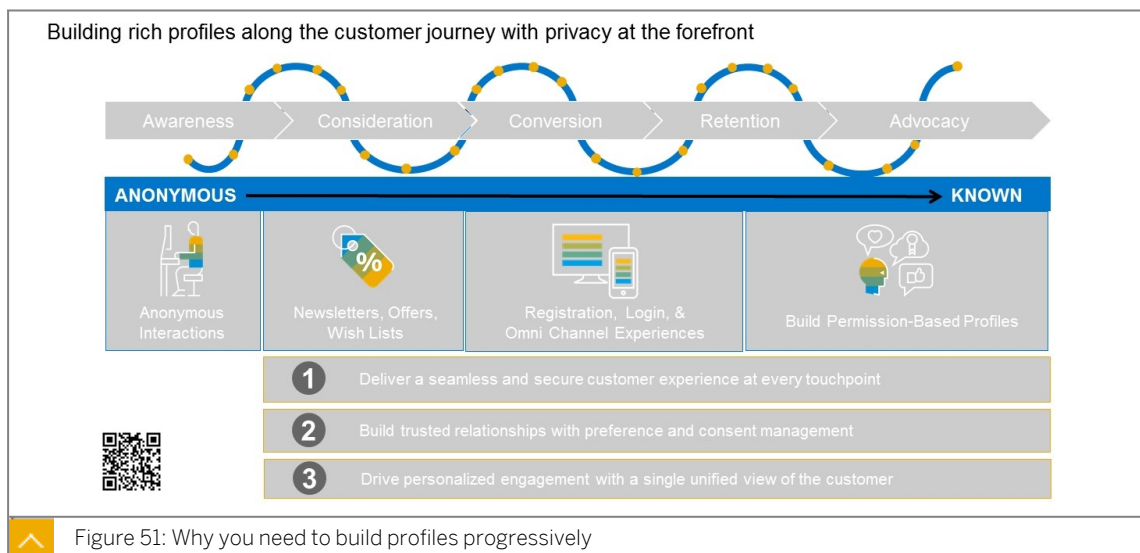 Building rich profiles along the customer journey with privacy at the forefront
Awareness
Consideration
Conversion
Retention
Advocacy
ANONYMOUS
KNOWN
%
Anonymous
Interactions
Newsletters, Offers,
Wish Lists
Registration, Login, &
Omni Channel Experiences
Build Permission-Based Profiles
1 Deliver a seamless and secure customer experience at every touchpoint
2 Build trusted relationships with preference and consent management
3 Drive personalized engagement with a single unified view of the customer
Figure 51: Why you need to build profiles progressively